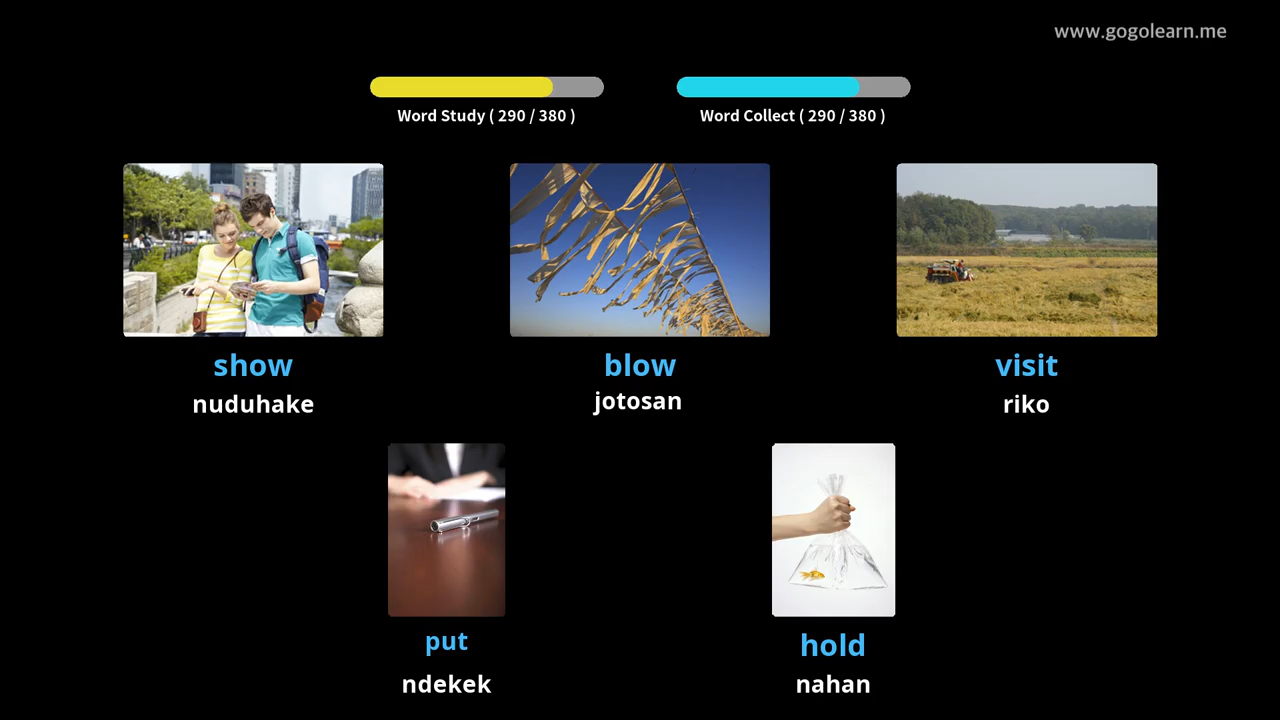 www.gogolearn.me
Word Study ( 290 / 380 )
Word Collect ( 290 / 380 )
show
nuduhake
blow
jotosan
visit
riko
put
ndekek
hold
nahan